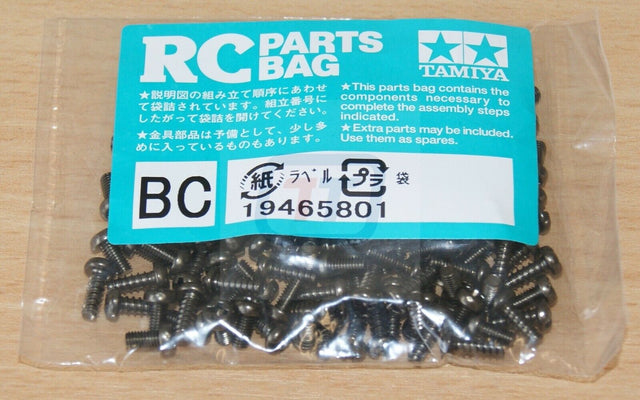 RC PARTS BAG
TAMIYA
★説明図の組み立て順序にあわせ
て袋詰されています。組立番号に
したがって袋詰を開けてください。
★金具部品は予備として、少し多
めに入っているものもあります。
★This parts bag contains the
components necessary to
complete the assembly steps
indicated.
★Extra parts may be included.
Use them as spares.
BC
紙 ラベル プラ 袋
19465801